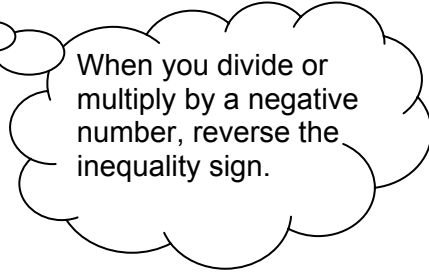 When you divide or
multiply by a negative
number, reverse the
inequality sign.